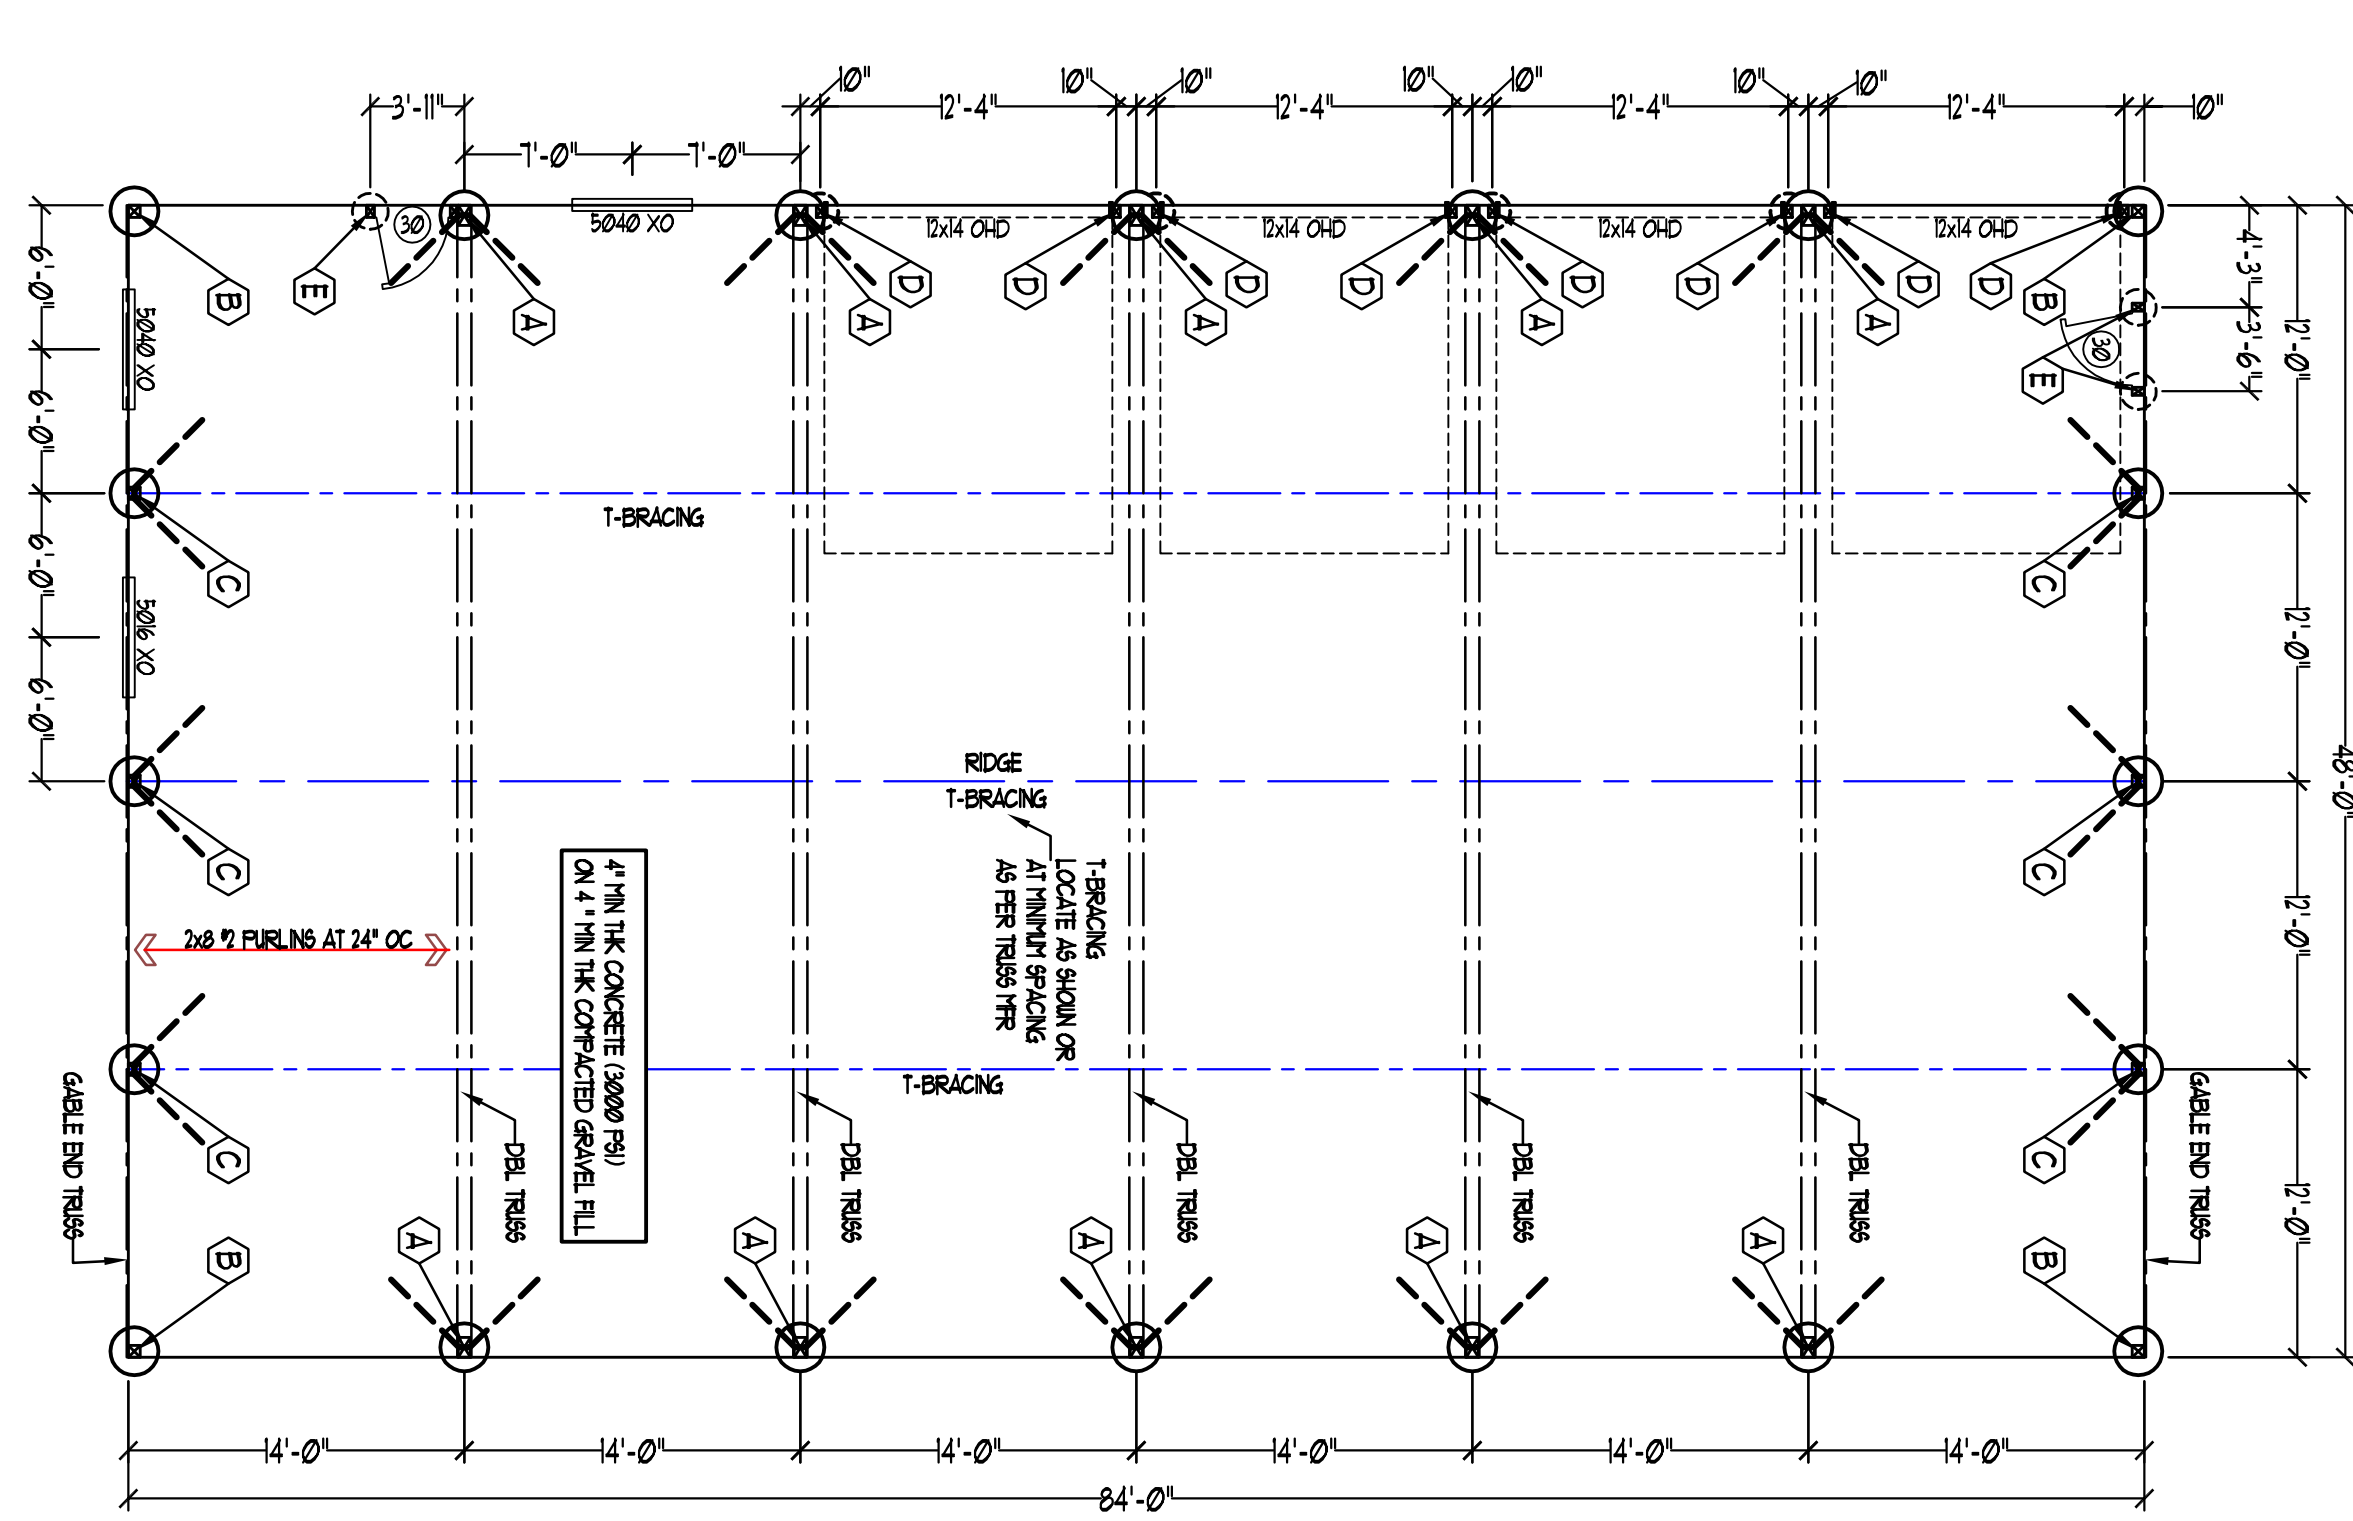 10" 10" 10" 10" 10" 10" 10"
3'-11" 12'-4" 12'-4" 12'-4" 12'-4" 10"
7'-0" 7'-0"
5040 XO 12x14 OHD 12x14 OHD 12x14 OHD 12x14 OHD
30
B E A A D D A D D A D D A D D B
6'-0"
6'-0"
6'-0"
6'-0"
5040 XO
5016 XO
4'-3"
3'-6"
30
E
12'-0"
12'-0"
12'-0"
12'-0"
48'-0"
T-BRACING
C C
RIDGE
T-BRACING
C C
T-BRACING
LOCATE AS SHOWN OR
AT MINIMUM SPACING
AS PER TRUSS MFR
4" MIN THK CONCRETE (3000 PSI)
ON 4 " MIN THK COMPACTED GRAVEL FILL
2x8 #2 PURLINS AT 24" OC
T-BRACING
C C
GABLE END TRUSS
DBL TRUSS
DBL TRUSS
DBL TRUSS
DBL TRUSS
DBL TRUSS
GABLE END TRUSS
B A A A A A B
14'-0" 14'-0" 14'-0" 14'-0" 14'-0" 14'-0"
84'-0"